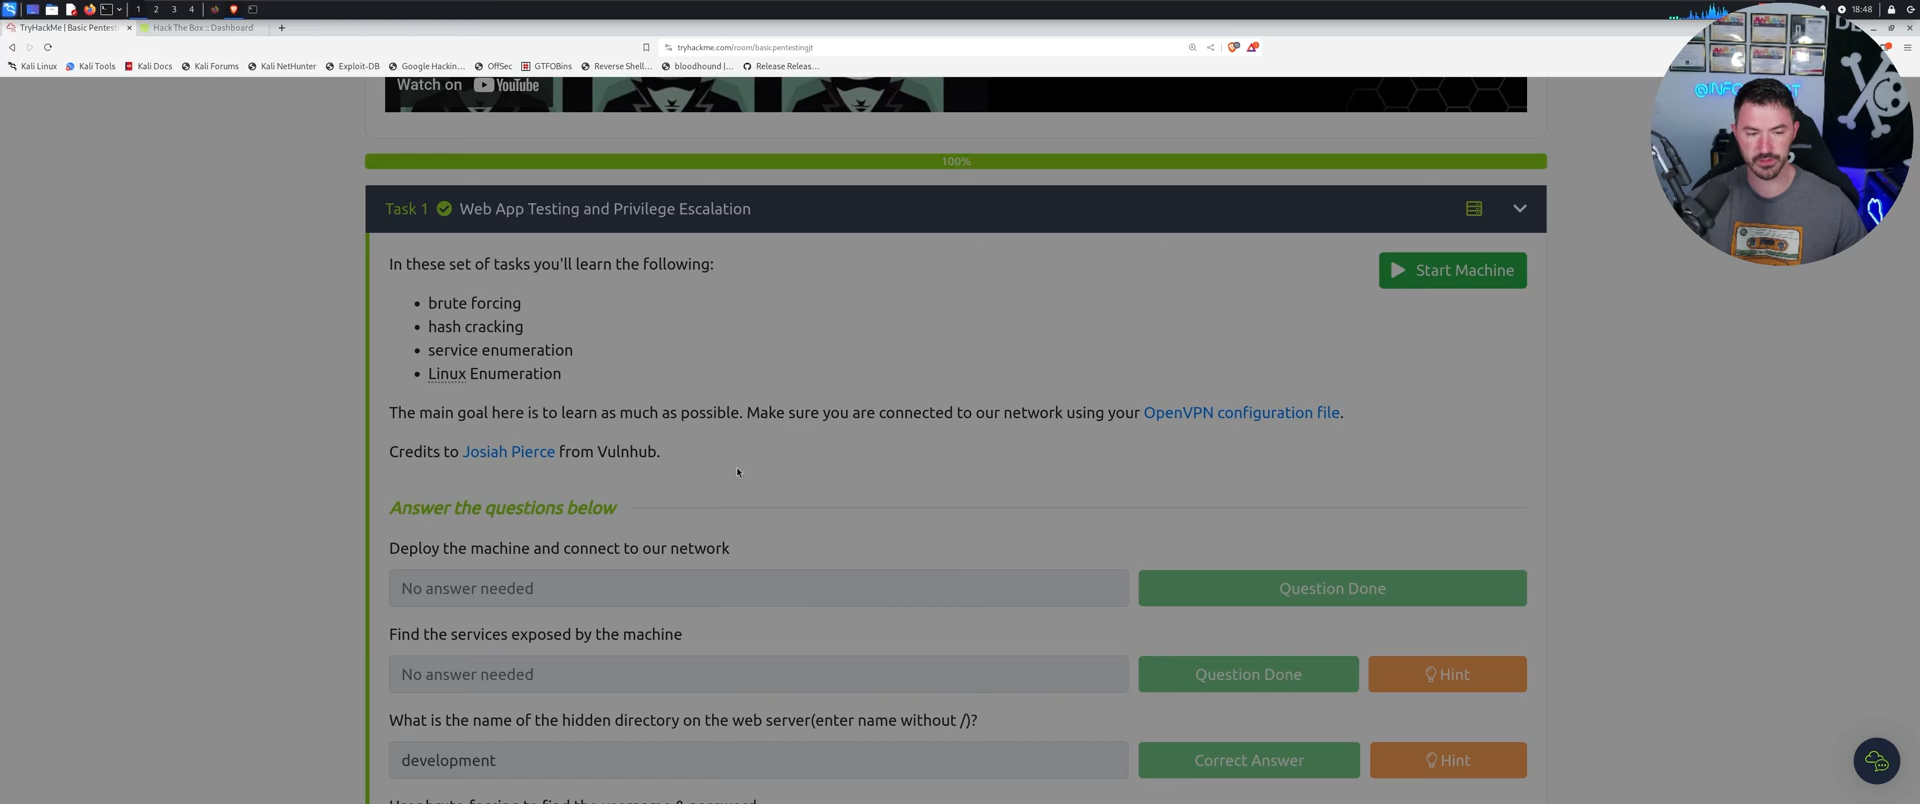 1 2 3 4 18:48
TryHackMe | Basic Pentest Hack The Box :: Dashboard
tryhackme.com/room/basicpentestingjt
Kali Linux Kali Tools Kali Docs Kali Forums Kali NetHunter Exploit-DB Google Hackin... OffSec GTFOBins Reverse Shell... bloodhound |... Release Releas...
Watch on YouTube
100%
Task 1 Web App Testing and Privilege Escalation
In these set of tasks you'll learn the following:
Start Machine
• brute forcing
• hash cracking
• service enumeration
• Linux Enumeration
The main goal here is to learn as much as possible. Make sure you are connected to our network using your OpenVPN configuration file.
Credits to Josiah Pierce from Vulnhub.
Answer the questions below
Deploy the machine and connect to our network
No answer needed Question Done
Find the services exposed by the machine
No answer needed Question Done Hint
What is the name of the hidden directory on the web server(enter name without /)?
development Correct Answer Hint